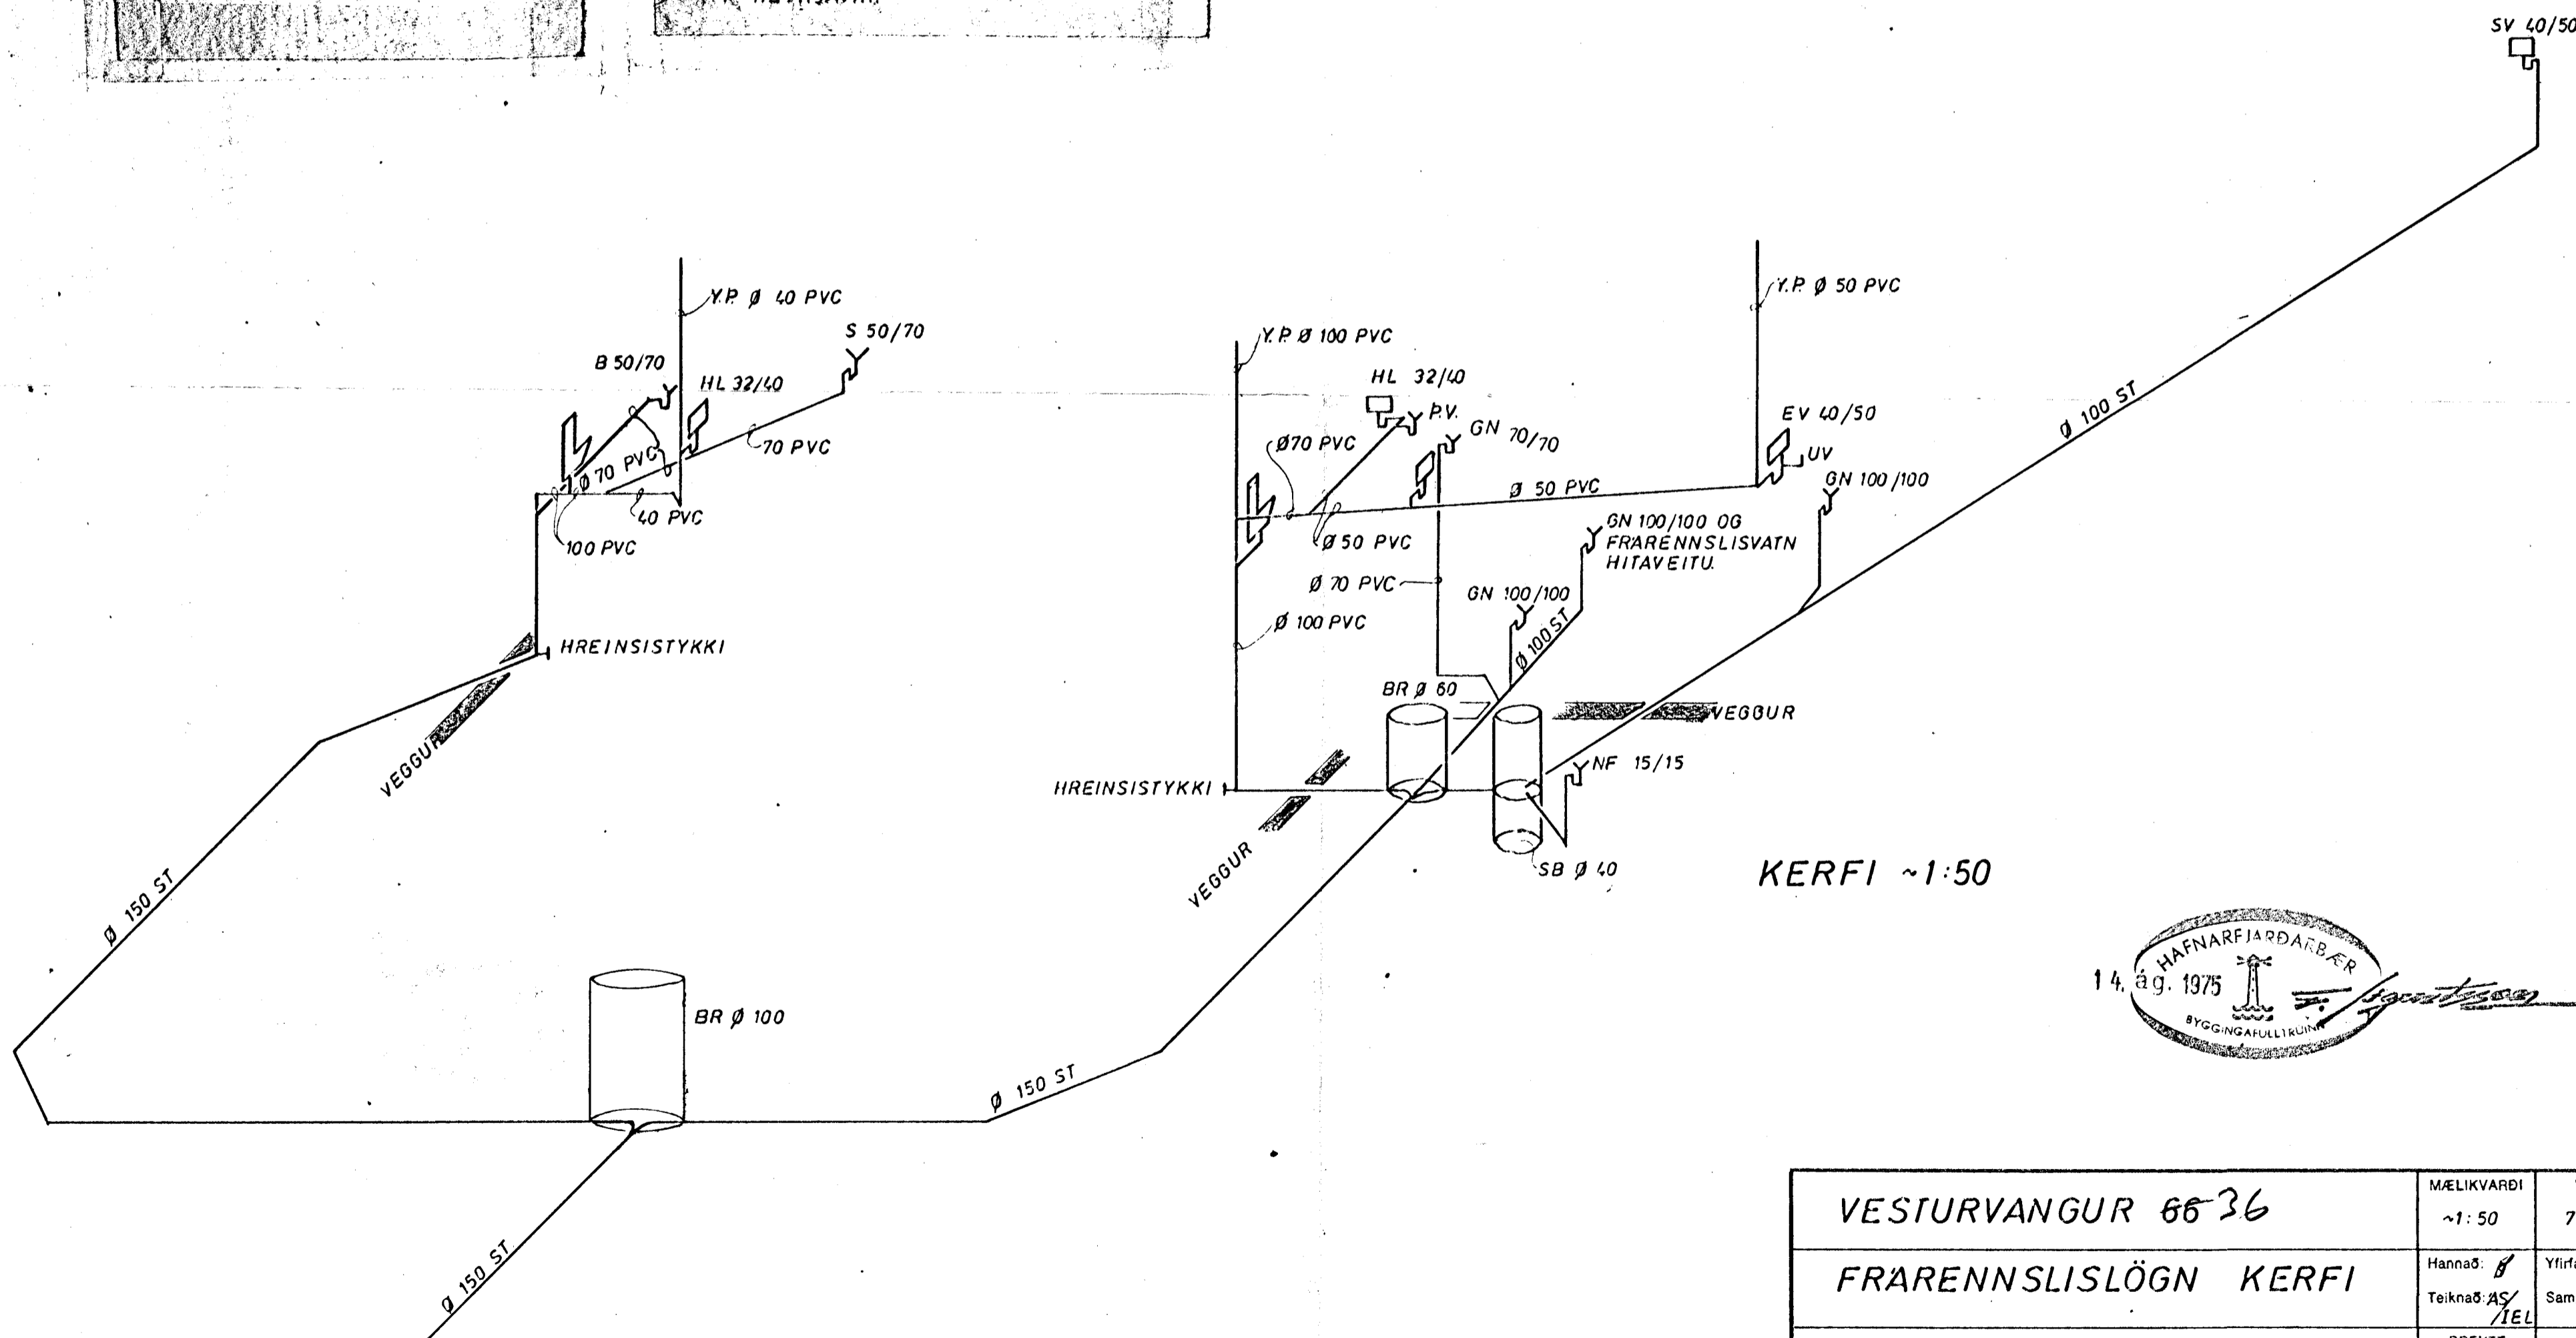 SV 40/50
Y.P. Ø 40 PVC
S 50/70
B 50/70
HL 32/40
Ø 70 PVC
70 PVC
40 PVC
100 PVC
HREINSISTYKKI
VEGGUR
Ø 150 ST
BR Ø 100
Ø 150 ST
Ø 150 ST
Y.P. Ø 100 PVC
HL 32/40
P.V.
GN 70/70
Ø70 PVC
Ø 50 PVC
Ø 50 PVC
Y.P. Ø 50 PVC
EV 40/50
UV
GN 100/100
Ø 100 ST
GN 100/100 OG
FRÁRENNSLISVATN
HITAVEITU.
Ø 70 PVC
GN 100/100
Ø 100 ST
Ø 100 PVC
BR Ø 60
VEGGUR
NF 15/15
HREINSISTYKKI
VEGGUR
SB Ø 40
KERFI ~1:50
HAFNARFJARÐARBÆR
14. ág. 1975
BYGGINGAFULLTRÚINN
VESTURVANGUR 66 36
MÆLIKVARÐI
~1:50
7
FRÁRENNSLISLÖGN KERFI
Hannað:
Yfirfa
Teiknað: AS/IEL
Sam